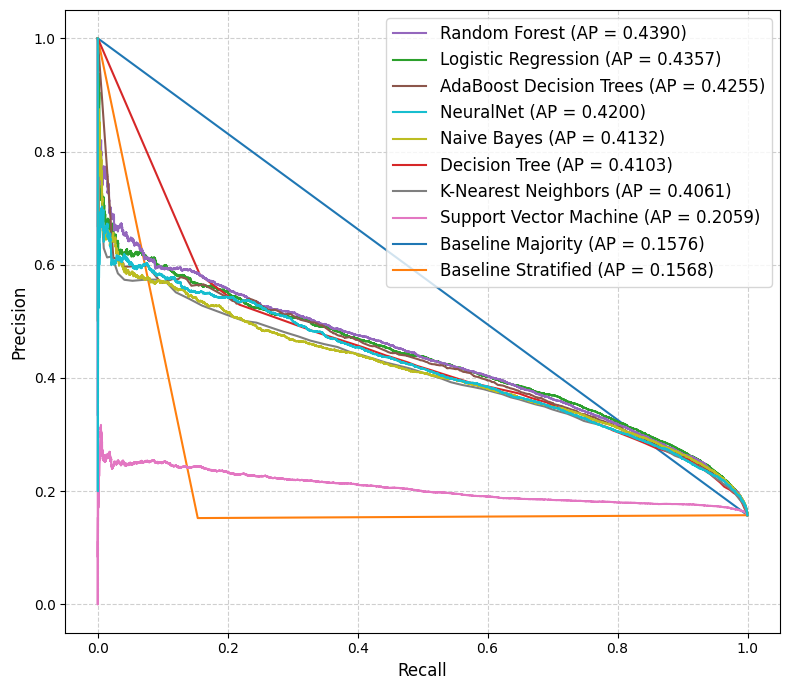 Random Forest (AP = 0.4390)
Logistic Regression (AP = 0.4357)
AdaBoost Decision Trees (AP = 0.4255)
NeuralNet (AP = 0.4200)
Naive Bayes (AP = 0.4132)
Decision Tree (AP = 0.4103)
K-Nearest Neighbors (AP = 0.4061)
Support Vector Machine (AP = 0.2059)
Baseline Majority (AP = 0.1576)
Baseline Stratified (AP = 0.1568)
1.0
0.8
0.6
0.4
0.2
0.0
Precision
0.0 0.2 0.4 0.6 0.8 1.0
Recall